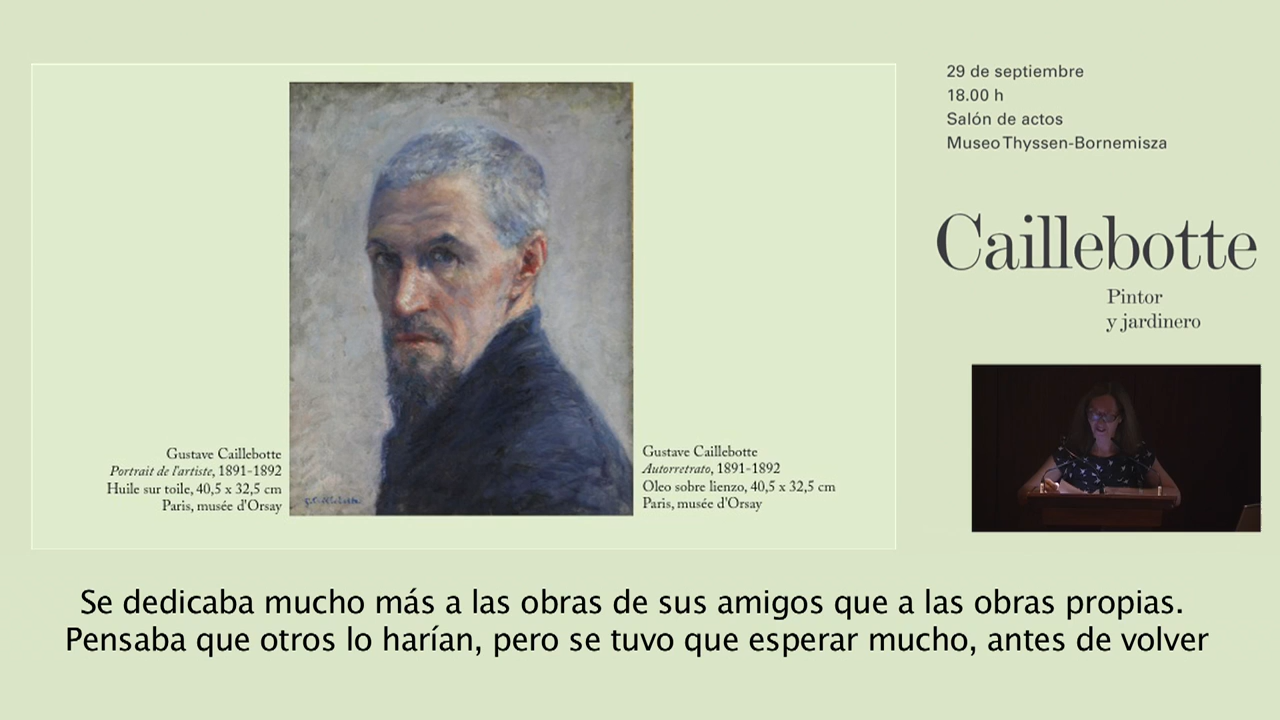 29 de septiembre
18.00 h
Salón de actos
Museo Thyssen-Bornemisza
Caillebotte
Pintor
y jardinero
Gustave Caillebotte
Portrait de l'artiste, 1891-1892
Huile sur toile, 40,5 x 32,5 cm
Paris, musée d'Orsay
Gustave Caillebotte
Autorretrato, 1891-1892
Oleo sobre lienzo, 40,5 x 32,5 cm
Paris, musée d'Orsay
Se dedicaba mucho más a las obras de sus amigos que a las obras propias.
Pensaba que otros lo harían, pero se tuvo que esperar mucho, antes de volver